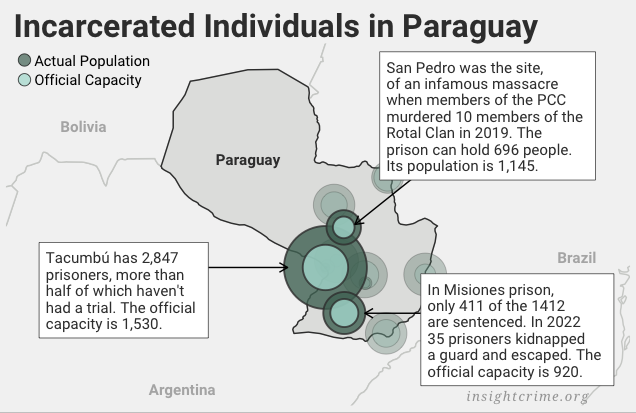 Incarcerated Individuals in Paraguay
Actual Population
Official Capacity
San Pedro was the site,
of an infamous massacre
when members of the PCC
murdered 10 members of the
Rotal Clan in 2019. The
prison can hold 696 people.
Its population is 1,145.
Bolivia
Paraguay
Tacumbú has 2,847
prisoners, more than
half of which haven't
had a trial. The official
capacity is 1,530.
Brazil
In Misiones prison,
only 411 of the 1412
are sentenced. In 2022
35 prisoners kidnapped
a guard and escaped. The
official capacity is 920.
Argentina
insightcrime.org